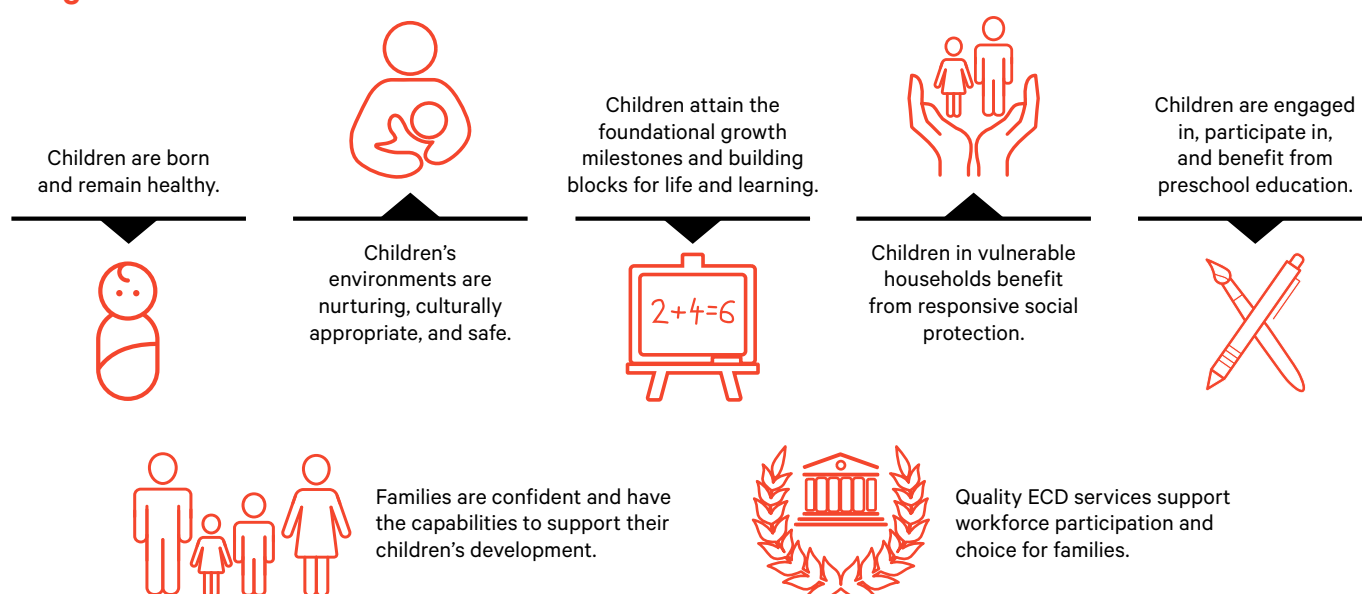 Children are born
and remain healthy.
Children's
environments are
nurturing, culturally
appropriate, and safe.
Children attain the
foundational growth
milestones and building
blocks for life and learning.
2+4=6
Children in vulnerable
households benefit
from responsive social
protection.
Children are engaged
in, participate in,
and benefit from
preschool education.
Families are confident and have
the capabilities to support their
children's development.
Quality ECD services support
workforce participation and
choice for families.